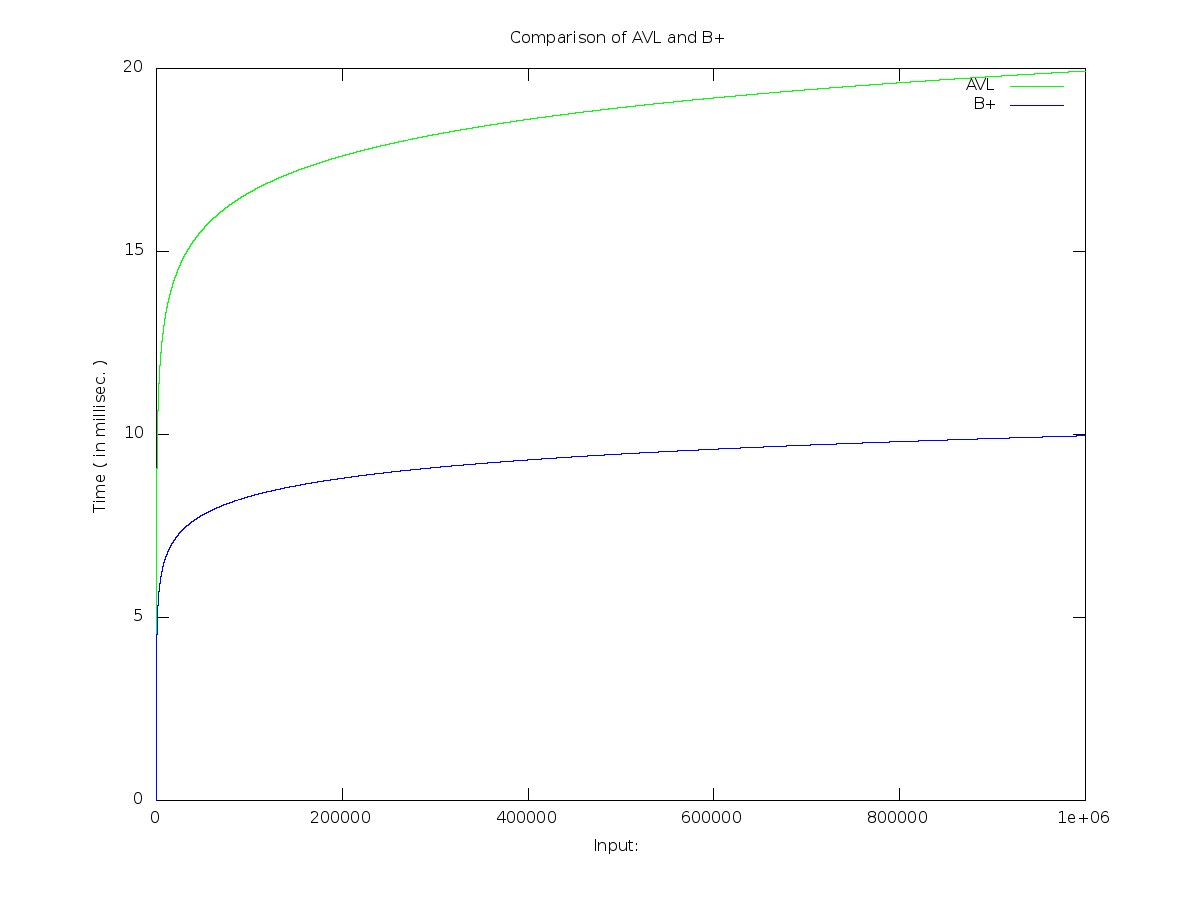 Comparison of AVL and B+
20
15
10
5
0
Time ( in millisec. )
AVL
B+
0 200000 400000 600000 800000 1e+06
Input: